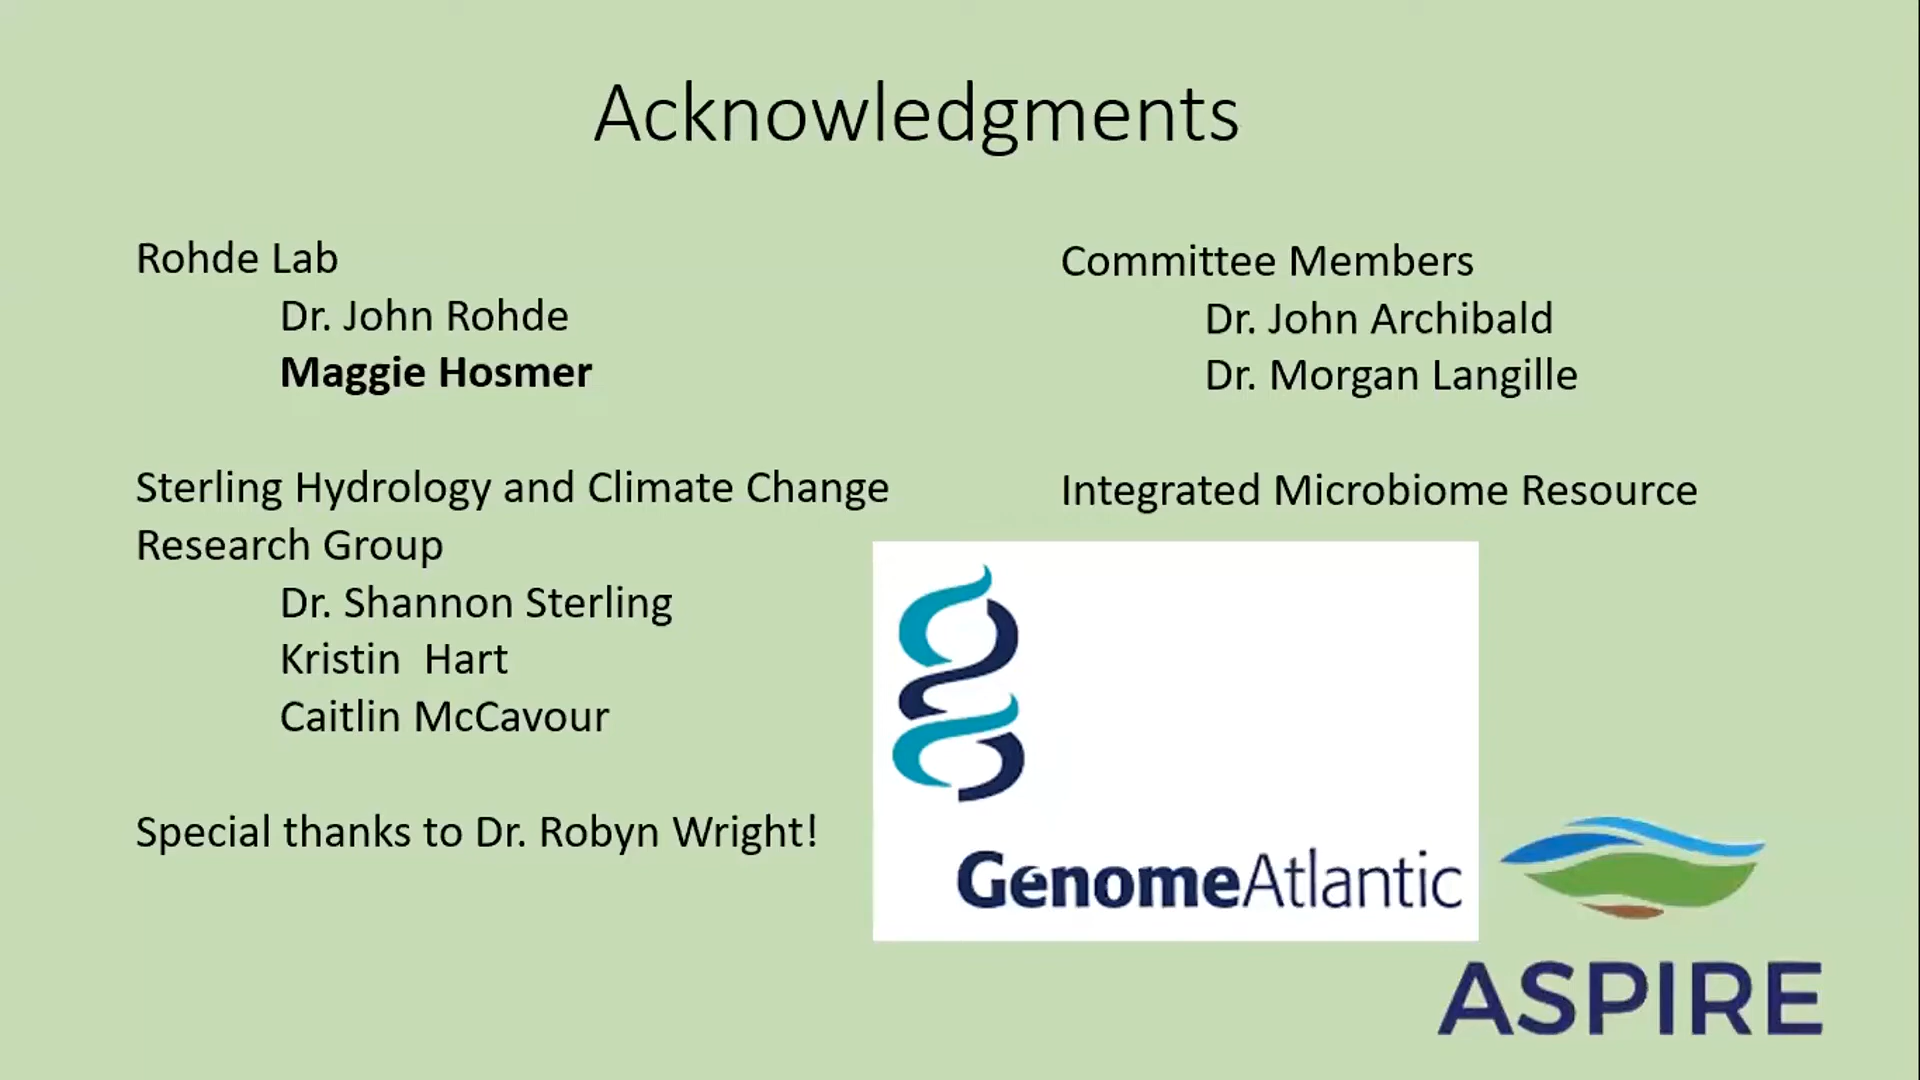 Acknowledgments
Rohde Lab
Dr. John Rohde
Maggie Hosmer
Sterling Hydrology and Climate Change
Research Group
Dr. Shannon Sterling
Kristin  Hart
Caitlin McCavour
Special thanks to Dr. Robyn Wright!
Committee Members
Dr. John Archibald
Dr. Morgan Langille
Integrated Microbiome Resource
GenomeAtlantic
ASPIRE